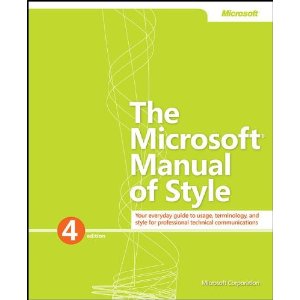 Microsoft
The
Microsoft®
Manual
of Style
4
edition
Your everyday guide to usage, terminology, and
style for professional technical communications
Microsoft Corporation